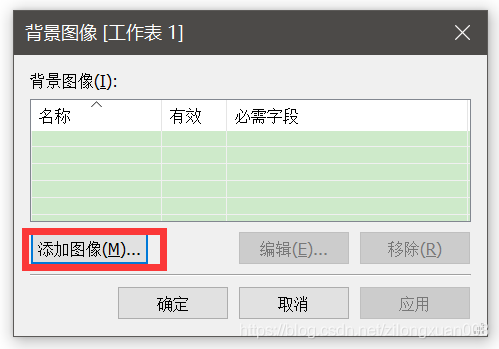 背景图像 [工作表 1]
背景图像(I):
名称 有效 必需字段
添加图像(M)... 编辑(E)... 移除(R)
确定 取消 应用
https://blog.csdn.net/zilongxuan003